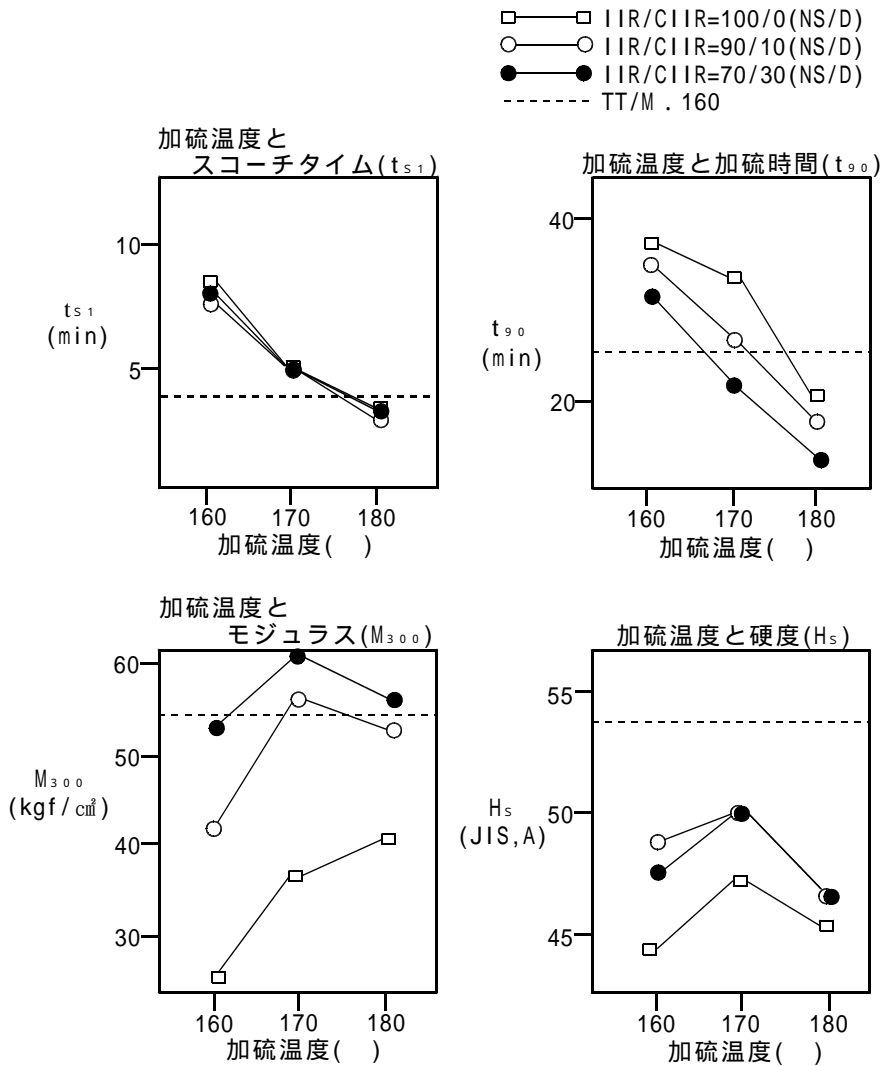 IIR/CIIR=100/0(NS/D)
IIR/CIIR=90/10(NS/D)
IIR/CIIR=70/30(NS/D)
TT/M.160
加硫温度と
スコーチタイム(tS1)
10
5
tS1
(min)
160 170 180
加硫温度( )
加硫温度と加硫時間(t90)
40
20
t90
(min)
160 170 180
加硫温度( )
加硫温度と
モジュラス(M300)
60
50
40
30
M300
(kgf/㎠)
160 170 180
加硫温度( )
加硫温度と硬度(HS)
55
50
45
HS
(JIS,A)
160 170 180
加硫温度( )